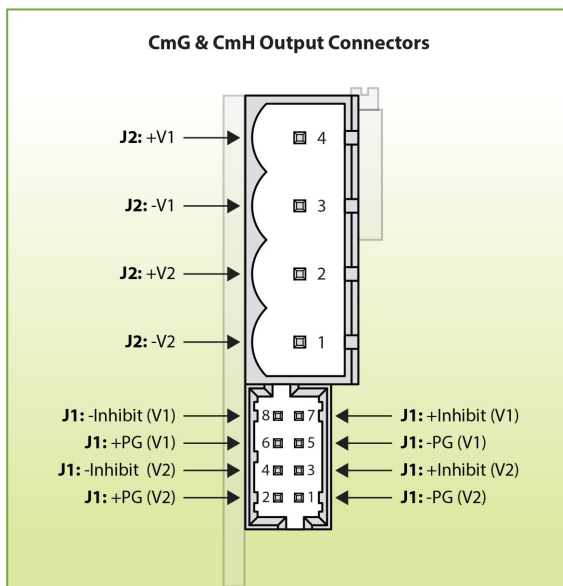 CmG & CmH Output Connectors
J2: +V1
4
J2: -V1
3
J2: +V2
2
J2: -V2
1
J1: -Inhibit (V1)
8
7
J1: +Inhibit (V1)
J1: +PG (V1)
6
5
J1: -PG (V1)
J1: -Inhibit (V2)
4
3
J1: +Inhibit (V2)
J1: +PG (V2)
2
1
J1: -PG (V2)